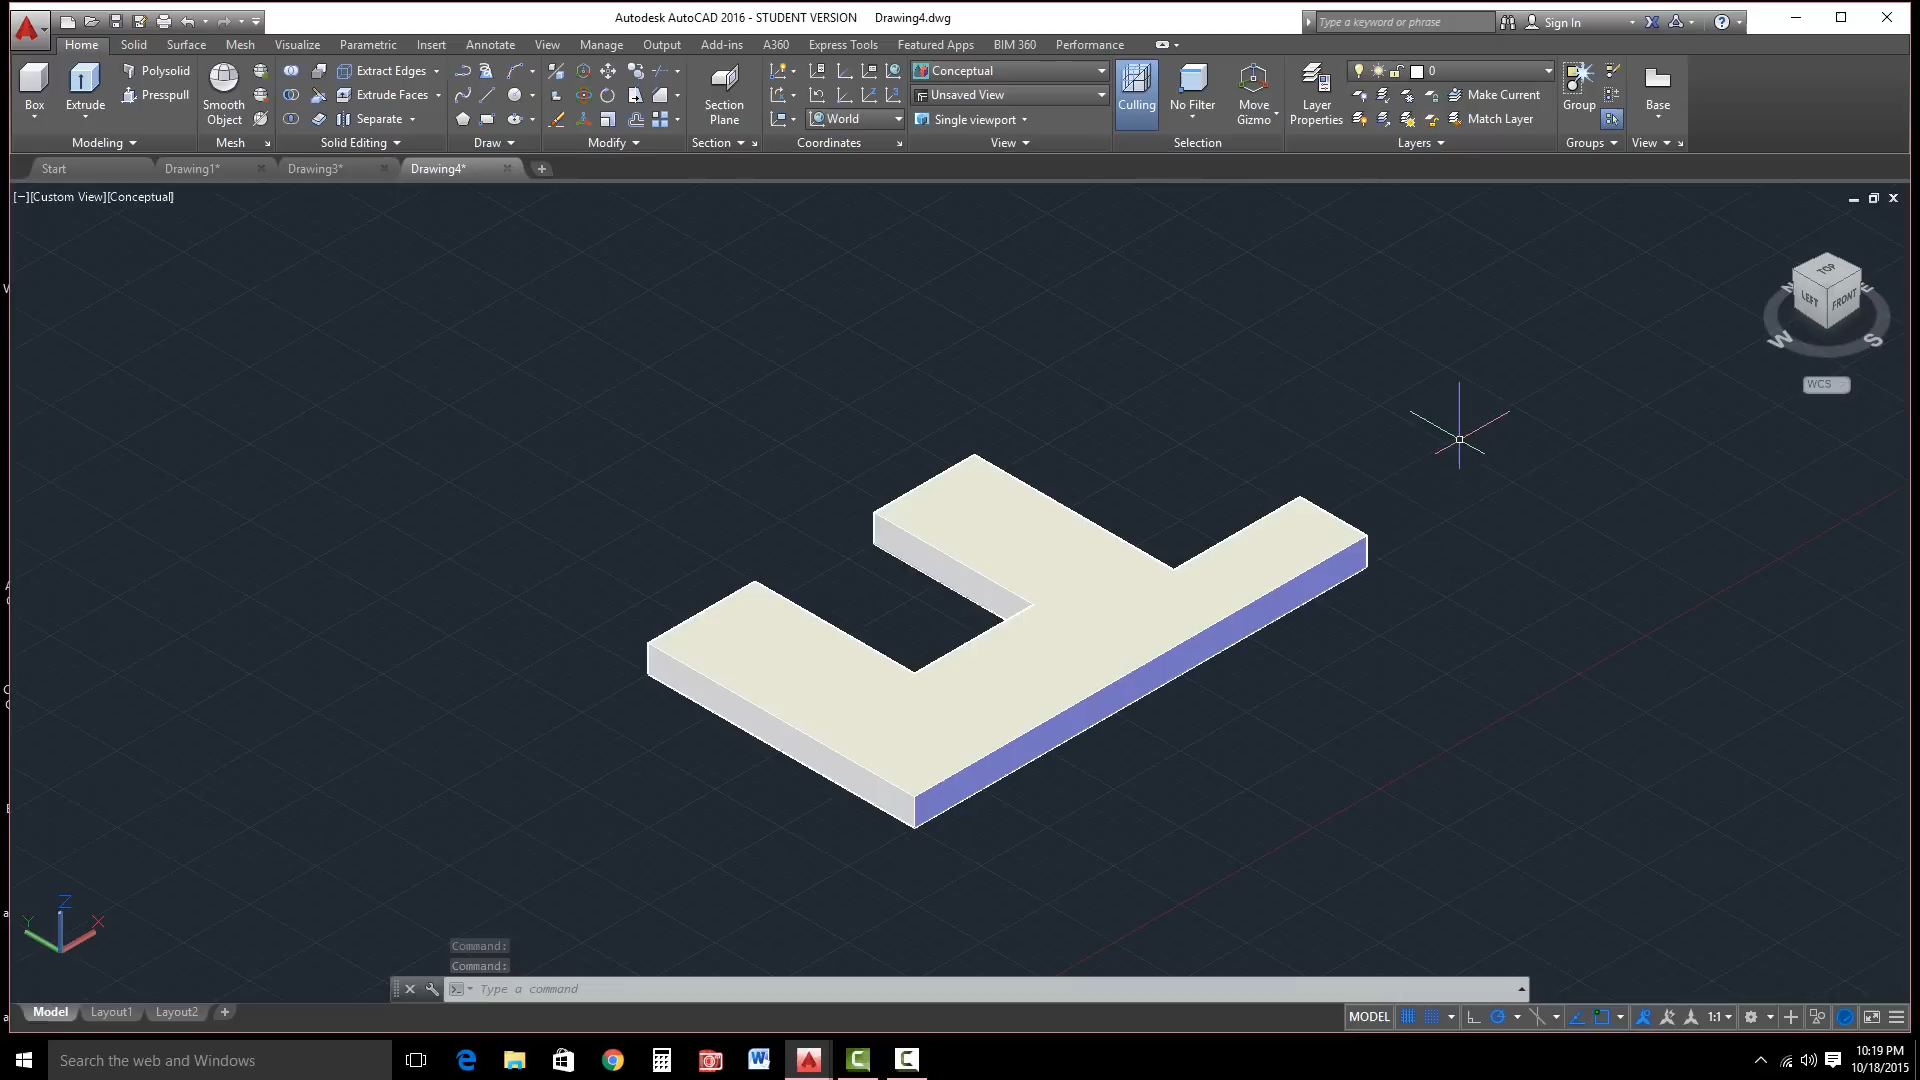 Autodesk AutoCAD 2016 - STUDENT VERSION Drawing4.dwg
Type a keyword or phrase
Sign In
Home Solid Surface Mesh Visualize Parametric Insert Annotate View Manage Output Add-ins A360 Express Tools Featured Apps BIM 360 Performance
Box
Extrude
Polysolid
Presspull
Modeling
Smooth
Object
Mesh
Extract Edges
Extrude Faces
Separate
Solid Editing
Draw
Modify
Section
Plane
Section
World
Coordinates
Conceptual
Unsaved View
Single viewport
View
Culling
No Filter
Move
Gizmo
Selection
Layer
Properties
0
Make Current
Match Layer
Layers
Group
Groups
Base
View
Start Drawing1* Drawing3* Drawing4*
[−][Custom View][Conceptual]
TOP
LEFT
FRONT
W
S
WCS
Z
Y
X
Command:
Command:
Type a command
Model Layout1 Layout2
MODEL
1:1
Search the web and Windows
10:19 PM
10/18/2015